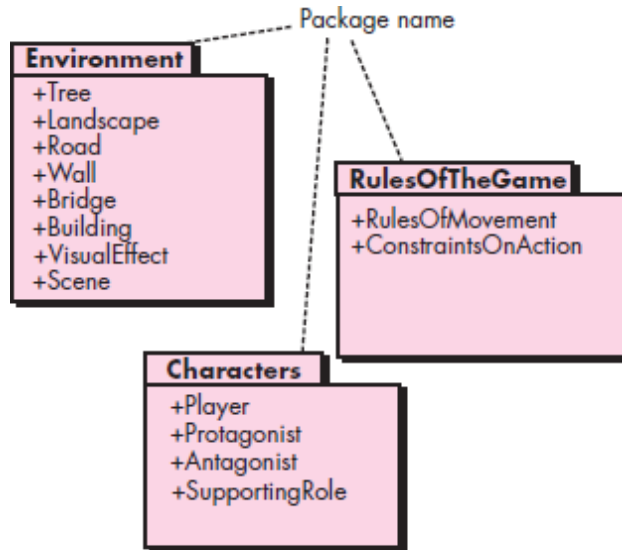 Package name
Environment
+Tree
+Landscape
+Road
+Wall
+Bridge
+Building
+VisualEffect
+Scene
RulesOfTheGame
+RulesOfMovement
+ConstraintsOnAction
Characters
+Player
+Protagonist
+Antagonist
+SupportingRole